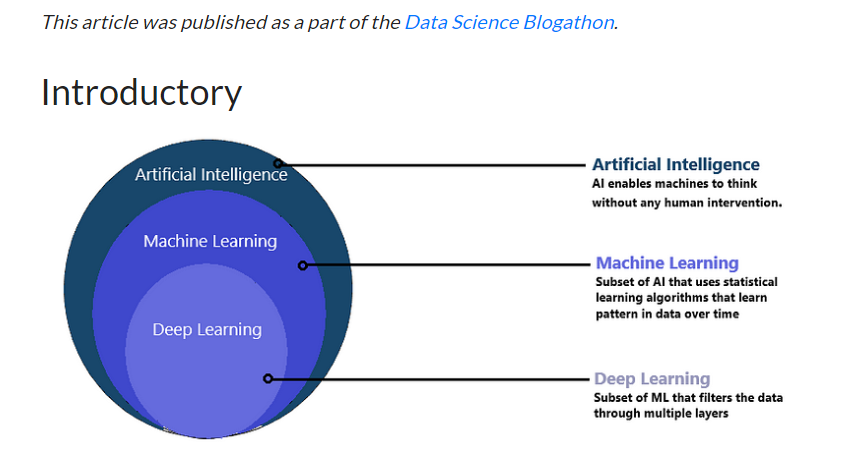 This article was published as a part of the Data Science Blogathon.
Introductory
Artificial Intelligence
Machine Learning
Deep Learning
Artificial Intelligence
AI enables machines to think
without any human intervention.
Machine Learning
Subset of AI that uses statistical
learning algorithms that learn
pattern in data over time
Deep Learning
Subset of ML that filters the data
through multiple layers